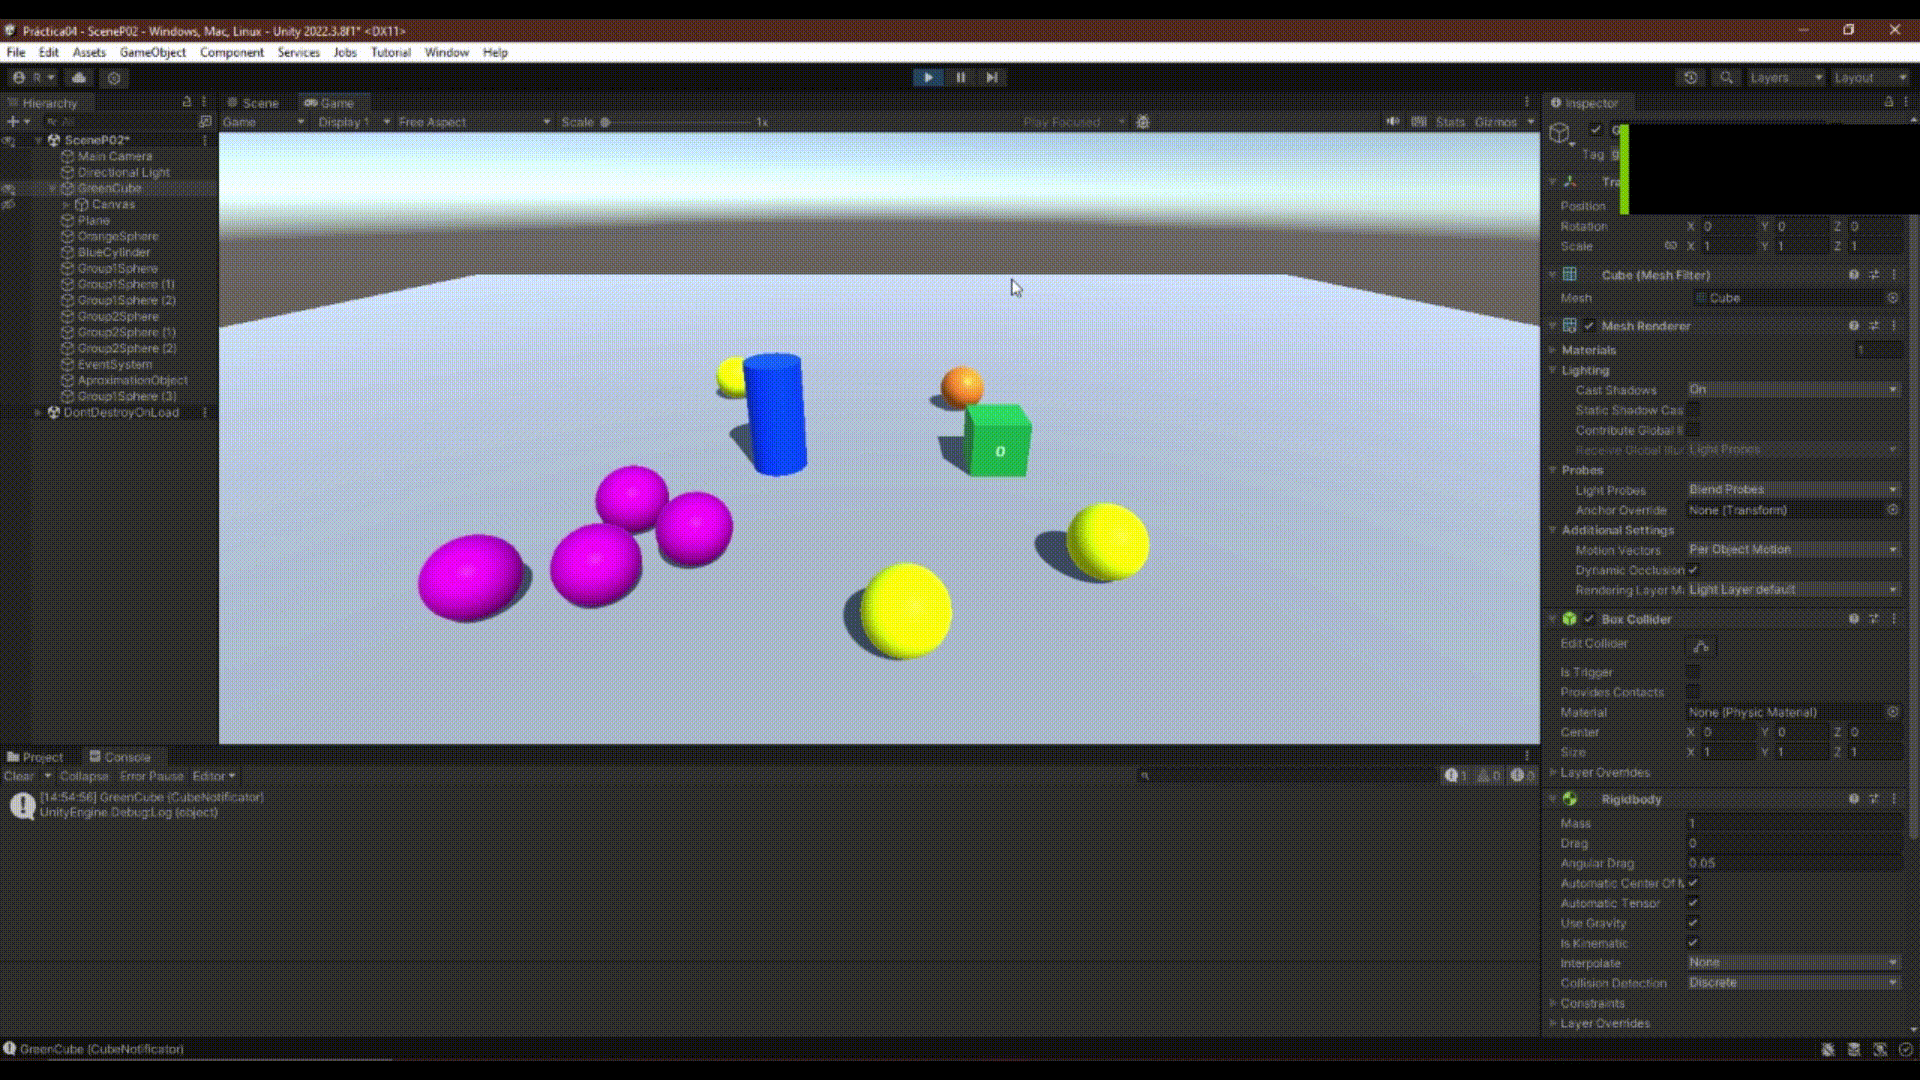 Práctica04 - SceneP02 - Windows, Mac, Linux - Unity 2022.3.8f1* <DX11>
File Edit Assets GameObject Component Services Jobs Tutorial Window Help
R Layers Layout
Hierarchy
All
SceneP02*
Main Camera
Directional Light
GreenCube
Canvas
Plane
OrangeSphere
BlueCylinder
Group1Sphere
Group1Sphere (1)
Group1Sphere (2)
Group2Sphere
Group2Sphere (1)
Group2Sphere (2)
EventSystem
AproximationObject
Group1Sphere (3)
DontDestroyOnLoad
Scene Game
Game Display 1 Free Aspect Scale 1x Play Focused Stats Gizmos
0
Project Console
Clear Collapse Error Pause Editor 1 0 0
[14:54:56] GreenCube (CubeNotificator)
UnityEngine.Debug:Log (object)
GreenCube (CubeNotificator)
Inspector
Tag
Position
Rotation X 0 Y 0 Z 0
Scale X 1 Y 1 Z 1
Cube (Mesh Filter)
Mesh Cube
Mesh Renderer
Materials 1
Lighting
Cast Shadows On
Static Shadow Cas
Contribute Global I
Receive Global Illur Light Probes
Probes
Light Probes Blend Probes
Anchor Override None (Transform)
Additional Settings
Motion Vectors Per Object Motion
Dynamic Occlusion
Rendering Layer M Light Layer default
Box Collider
Edit Collider
Is Trigger
Provides Contacts
Material None (Physic Material)
Center X 0 Y 0 Z 0
Size X 1 Y 1 Z 1
Layer Overrides
Rigidbody
Mass 1
Drag 0
Angular Drag 0.05
Automatic Center Of M
Automatic Tensor
Use Gravity
Is Kinematic
Interpolate None
Collision Detection Discrete
Constraints
Layer Overrides